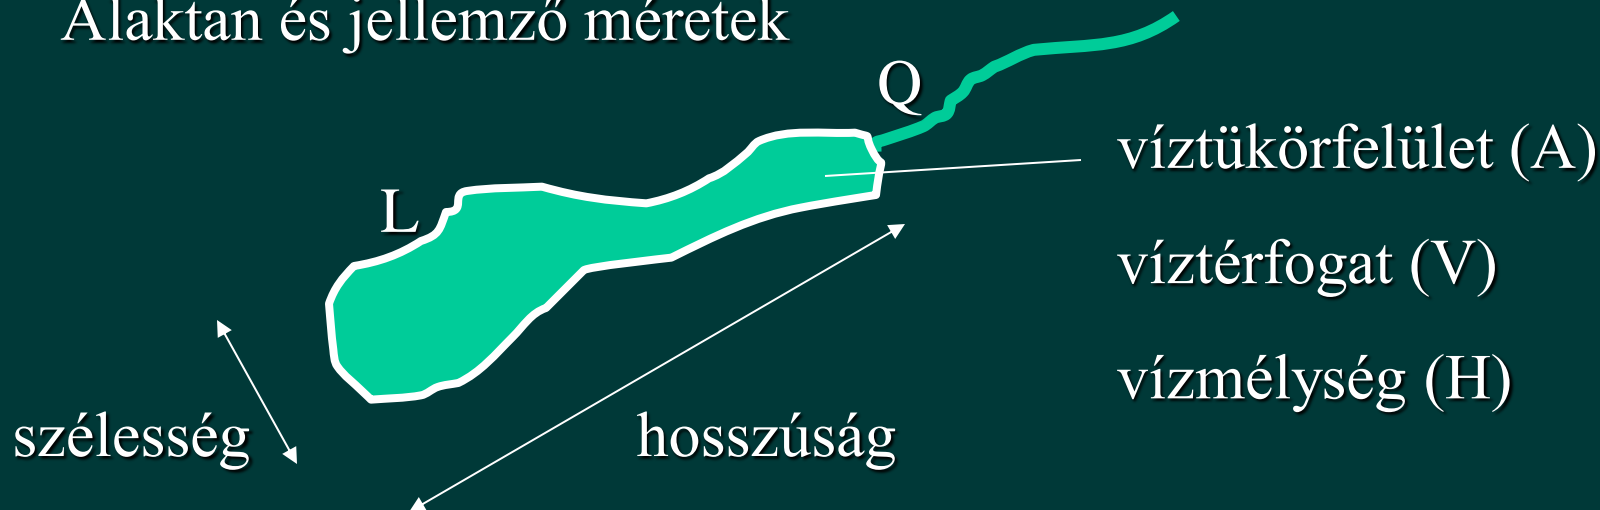 Alaktan és jellemző méretek
Q
víztükörfelület (A)
L
víztérfogat (V)
vízmélység (H)
szélesség
hosszúság